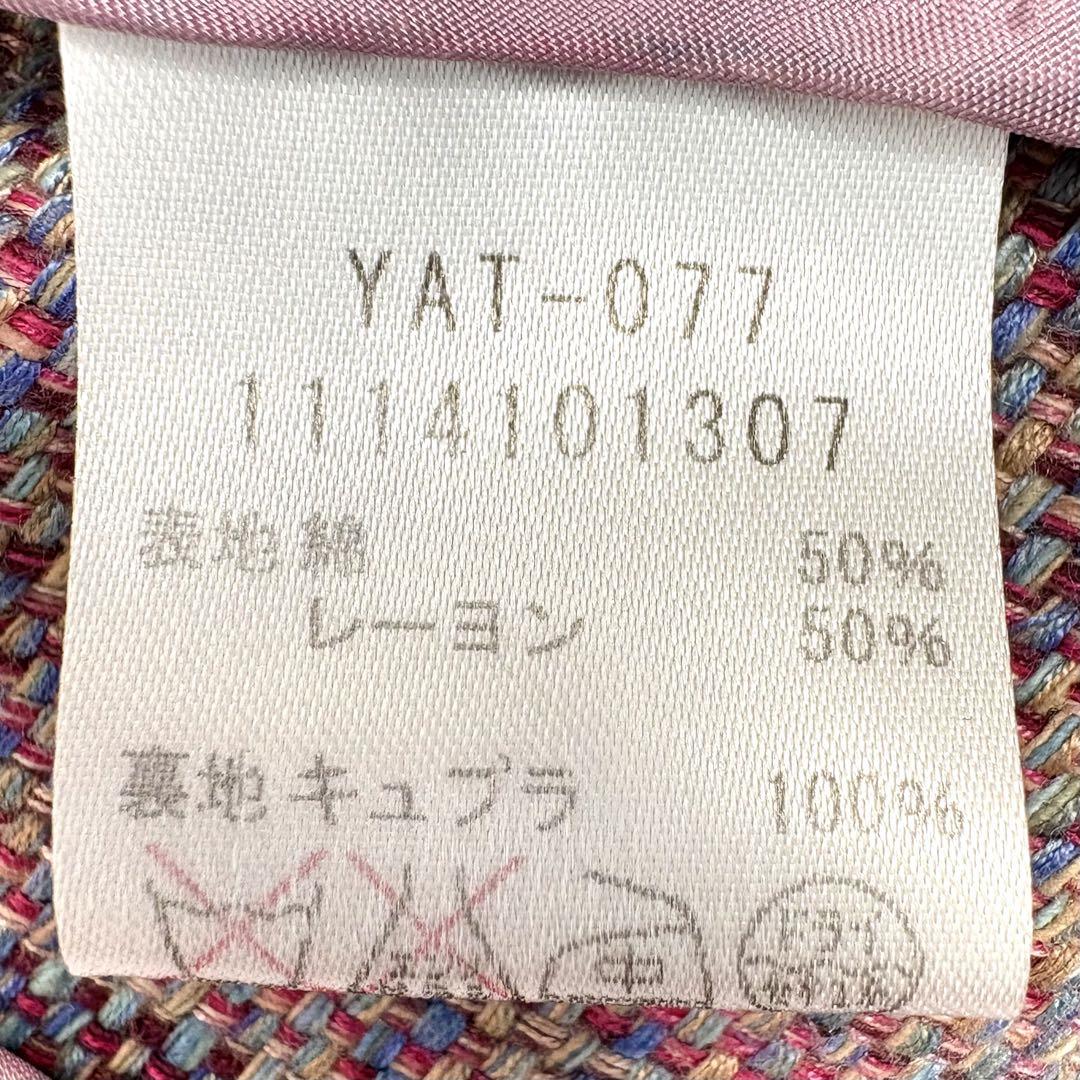 YAT-077
1114101307
表地 綿 50%
レーヨン 50%
裏地 キュプラ 100%
中
ドライ